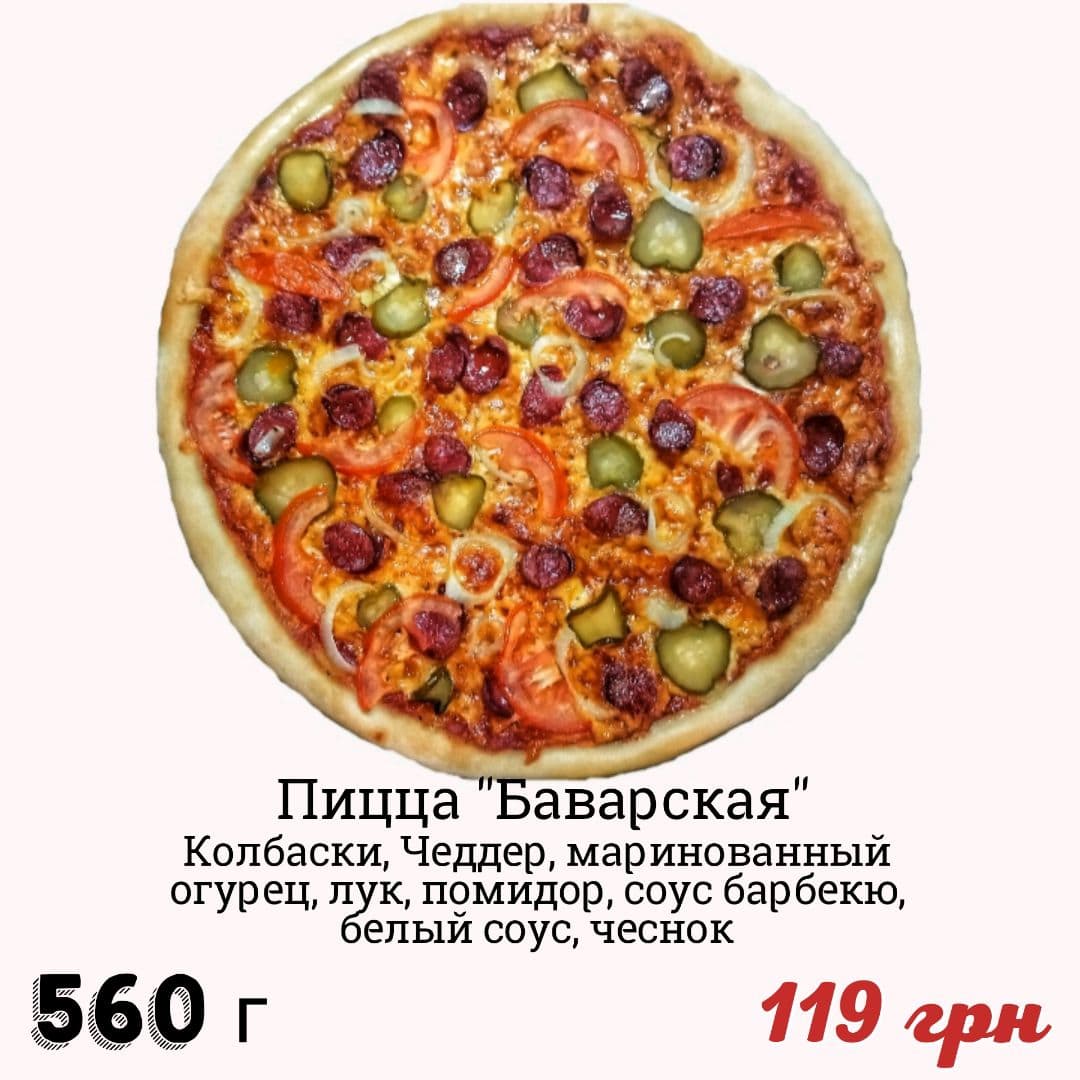 Пицца "Баварская"
Колбаски, Чеддер, маринованный
огурец, лук, помидор, соус барбекю,
белый соус, чеснок
560 г
119 грн